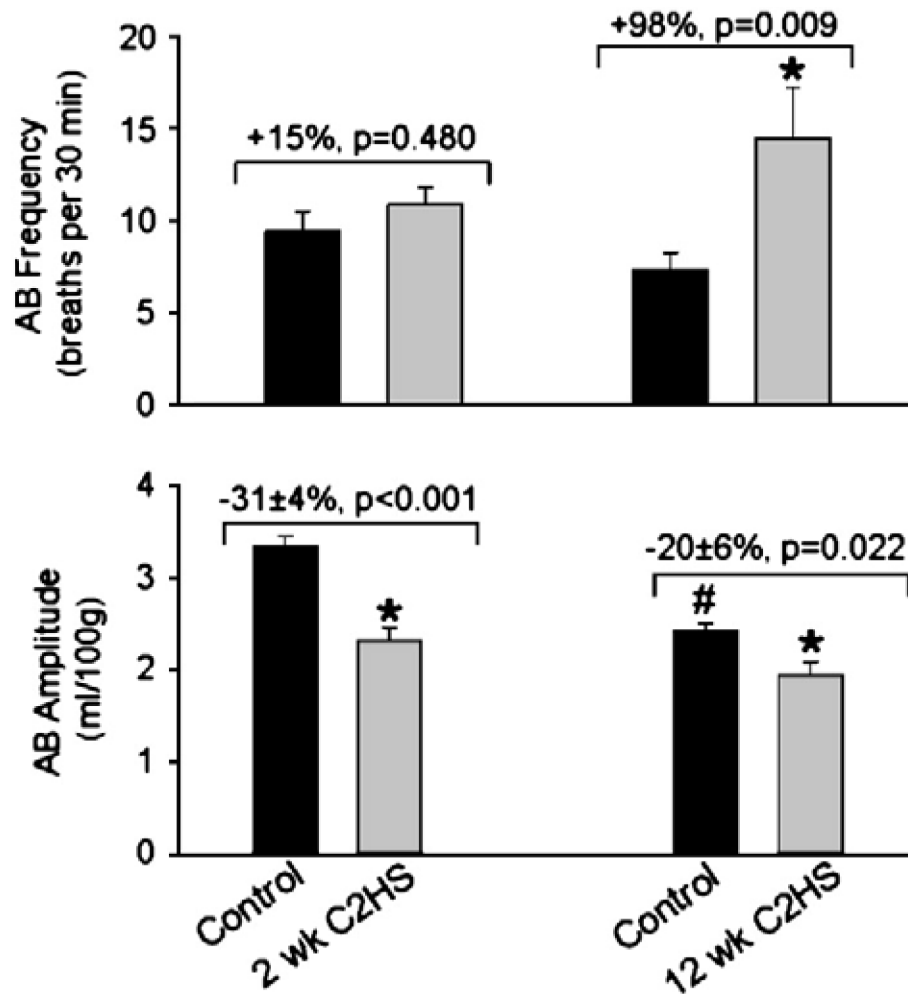 +98%, p=0.009
20
*
+15%, p=0.480
15
10
5
0
AB Frequency
(breaths per 30 min)
4
-31±4%, p<0.001
-20±6%, p=0.022
3
#
*
*
2
1
0
AB Amplitude
(ml/100g)
Control
2 wk C2HS
Control
12 wk C2HS